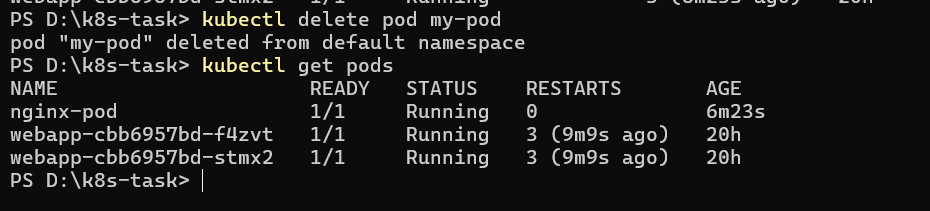 PS D:\k8s-task> kubectl delete pod my-pod
pod "my-pod" deleted from default namespace
PS D:\k8s-task> kubectl get pods
NAME READY STATUS RESTARTS AGE
nginx-pod 1/1 Running 0 6m23s
webapp-cbb6957bd-f4zvt 1/1 Running 3 (9m9s ago) 20h
webapp-cbb6957bd-stmx2 1/1 Running 3 (9m9s ago) 20h
PS D:\k8s-task>